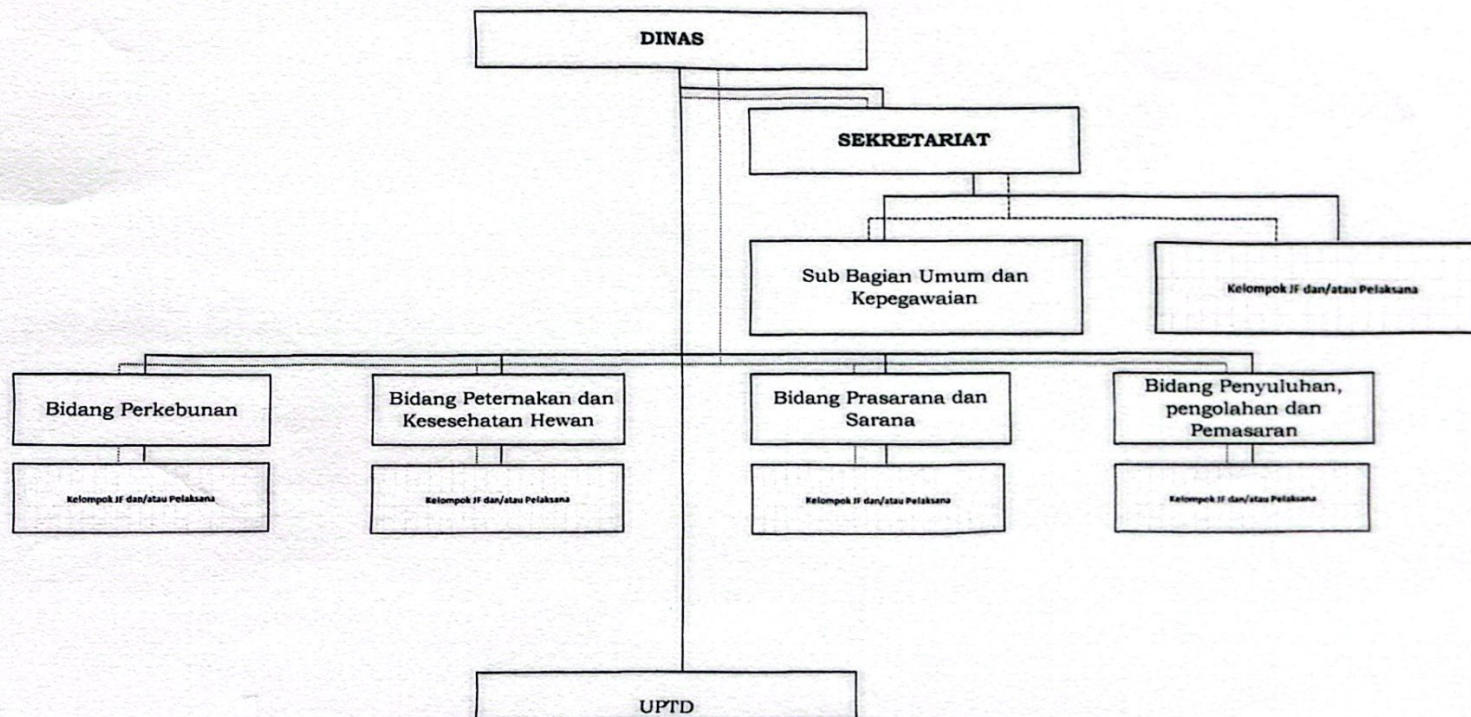 DINAS
SEKRETARIAT
Sub Bagian Umum dan
Kepegawaian
Kelompok JF dan/atau Pelaksana
Bidang Perkebunan
Bidang Peternakan dan
Kesesehatan Hewan
Bidang Prasarana dan
Sarana
Bidang Penyuluhan,
pengolahan dan
Pemasaran
Kelompok JF dan/atau Pelaksana
Kelompok JF dan/atau Pelaksana
Kelompok JF dan/atau Pelaksana
Kelompok JF dan/atau Pelaksana
UPTD